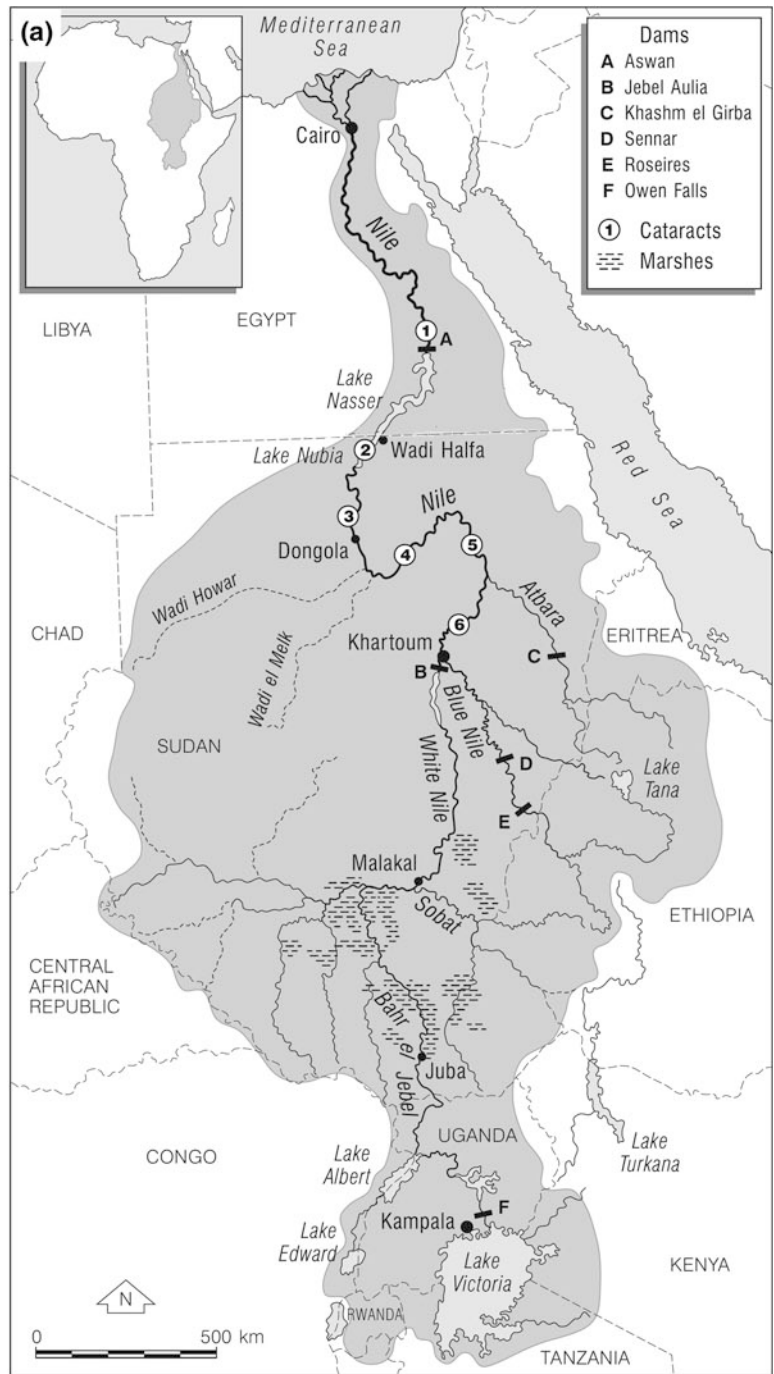 (a)
Mediterranean
Sea
Dams
A Aswan
B Jebel Aulia
C Khashm el Girba
D Sennar
E Roseires
F Owen Falls
1 Cataracts
Marshes
Cairo
Nile
LIBYA
EGYPT
1
A
Lake
Nasser
Red Sea
2
Wadi Halfa
Lake Nubia
Nile
3
Dongola
4
5
Wadi Howar
Atbara
CHAD
6
ERITREA
Khartoum
Wadi el Melk
B
C
Blue Nile
SUDAN
White Nile
D
Lake
Tana
E
Malakal
Sobat
ETHIOPIA
CENTRAL
AFRICAN
REPUBLIC
Bahr el Jebel
Juba
UGANDA
CONGO
Lake
Albert
Lake
Turkana
F
Kampala
Lake
Edward
Lake
Victoria
KENYA
N
RWANDA
0 500 km
TANZANIA